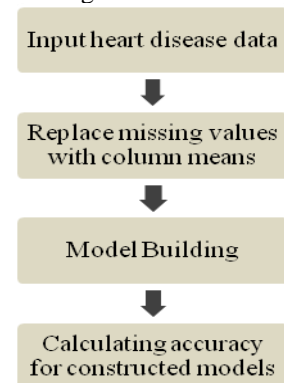 Input heart disease data
Replace missing values
with column means
Model Building
Calculating accuracy
for constructed models